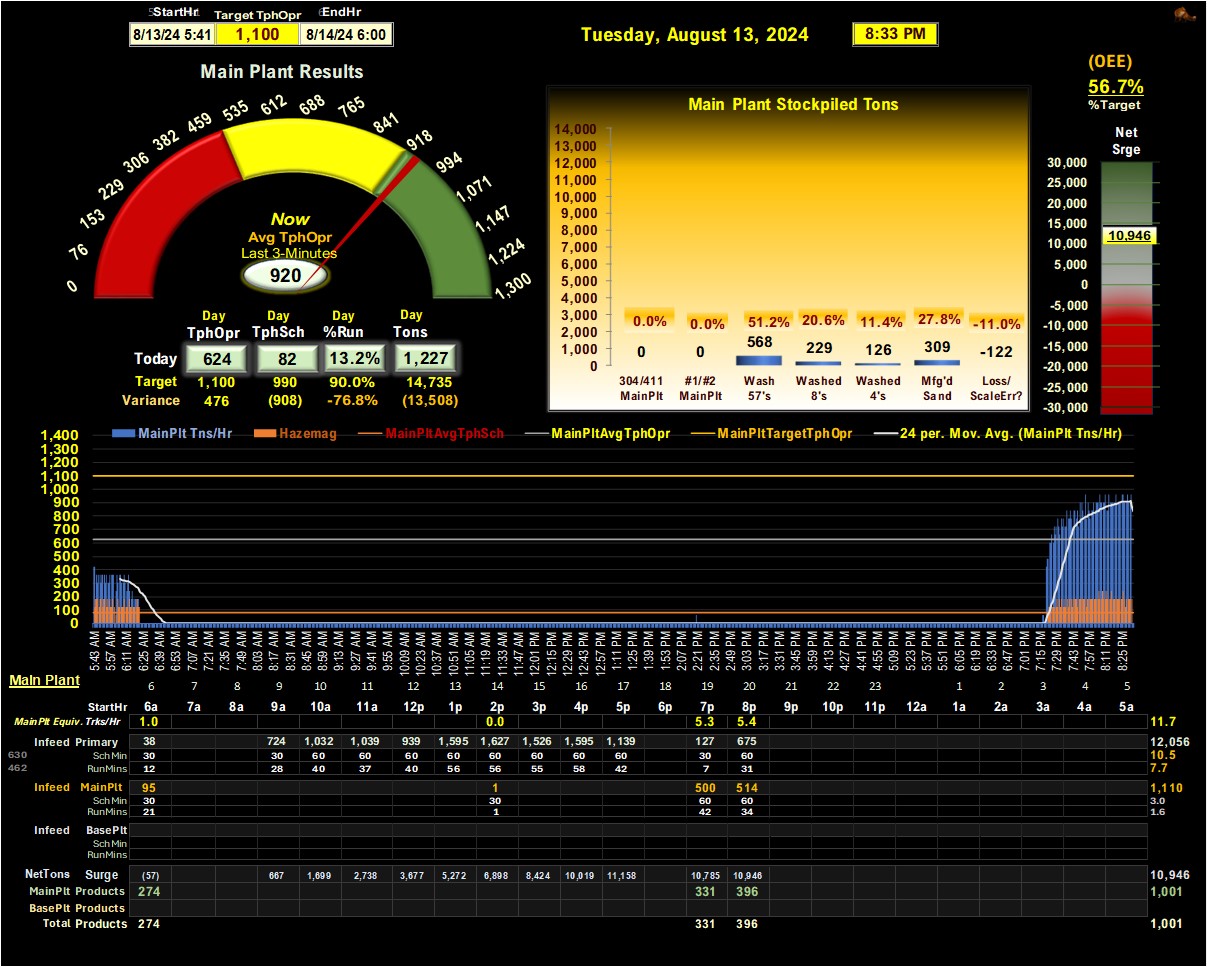 StartHr Target TphOpr EndHr
8/13/24 5:41 1,100 8/14/24 6:00
Tuesday, August 13, 2024 8:33 PM
(OEE)
56.7%
%Target
Main Plant Results
0 76 153 229 306 382 459 535 612 688 765 841 918 994 1,071 1,147 1,224 1,300
Now
Avg TphOpr
Last 3-Minutes
920
Day Day Day Day
TphOpr TphSch %Run Tons
Today 624 82 13.2% 1,227
Target 1,100 990 90.0% 14,735
Variance 476 (908) -76.8% (13,508)
Main Plant Stockpiled Tons
14,000
13,000
12,000
11,000
10,000
9,000
8,000
7,000
6,000
5,000
4,000
3,000
2,000
1,000
0
0.0% 0.0% 51.2% 20.6% 11.4% 27.8% -11.0%
0 0 568 229 126 309 -122
304/411 #1/#2 Wash Washed Washed Mfg'd Loss/
MainPlt MainPlt 57's 8's 4's Sand ScaleErr?
Net
Srge
30,000
25,000
20,000
15,000
10,000
5,000
0
-5,000
-10,000
-15,000
-20,000
-25,000
-30,000
10,946
MainPlt Tns/Hr Hazemag MainPltAvgTphSch MainPltAvgTphOpr MainPltTargetTphOpr 24 per. Mov. Avg. (MainPlt Tns/Hr)
1,400
1,300
1,200
1,100
1,000
900
800
700
600
500
400
300
200
100
0
5:43 AM 5:57 AM 6:11 AM 6:25 AM 6:39 AM 6:53 AM 7:07 AM 7:21 AM 7:35 AM 7:49 AM 8:03 AM 8:17 AM 8:31 AM 8:45 AM 8:59 AM 9:13 AM 9:27 AM 9:41 AM 9:55 AM 10:09 AM 10:23 AM 10:37 AM 10:51 AM 11:05 AM 11:19 AM 11:33 AM 11:47 AM 12:01 PM 12:15 PM 12:29 PM 12:43 PM 12:57 PM 1:11 PM 1:25 PM 1:39 PM 1:53 PM 2:07 PM 2:21 PM 2:35 PM 2:49 PM 3:03 PM 3:17 PM 3:31 PM 3:45 PM 3:59 PM 4:13 PM 4:27 PM 4:41 PM 4:55 PM 5:09 PM 5:23 PM 5:37 PM 5:51 PM 6:05 PM 6:19 PM 6:33 PM 6:47 PM 7:01 PM 7:15 PM 7:29 PM 7:43 PM 7:57 PM 8:11 PM 8:25 PM
Main Plant
6 7 8 9 10 11 12 13 14 15 16 17 18 19 20 21 22 23 1 2 3 4 5
StartHr 6a 7a 8a 9a 10a 11a 12p 1p 2p 3p 4p 5p 6p 7p 8p 9p 10p 11p 12a 1a 2a 3a 4a 5a
MainPlt Equiv. Trks/Hr 1.0 0.0 5.3 5.4 11.7
Infeed Primary 38 724 1,032 1,039 939 1,595 1,627 1,526 1,595 1,139 127 675 12,056
630 SchMin 30 30 60 60 60 60 60 60 60 60 30 60 10.5
462 RunMins 12 28 40 37 40 56 56 55 58 42 7 31 7.7
Infeed MainPlt 95 1 500 514 1,110
SchMin 30 30 60 60 3.0
RunMins 21 1 42 34 1.6
Infeed BasePlt
SchMin
RunMins
NetTons Surge (57) 667 1,699 2,738 3,677 5,272 6,898 8,424 10,019 11,158 10,785 10,946 10,946
MainPlt Products 274 331 396 1,001
BasePlt Products
Total Products 274 331 396 1,001